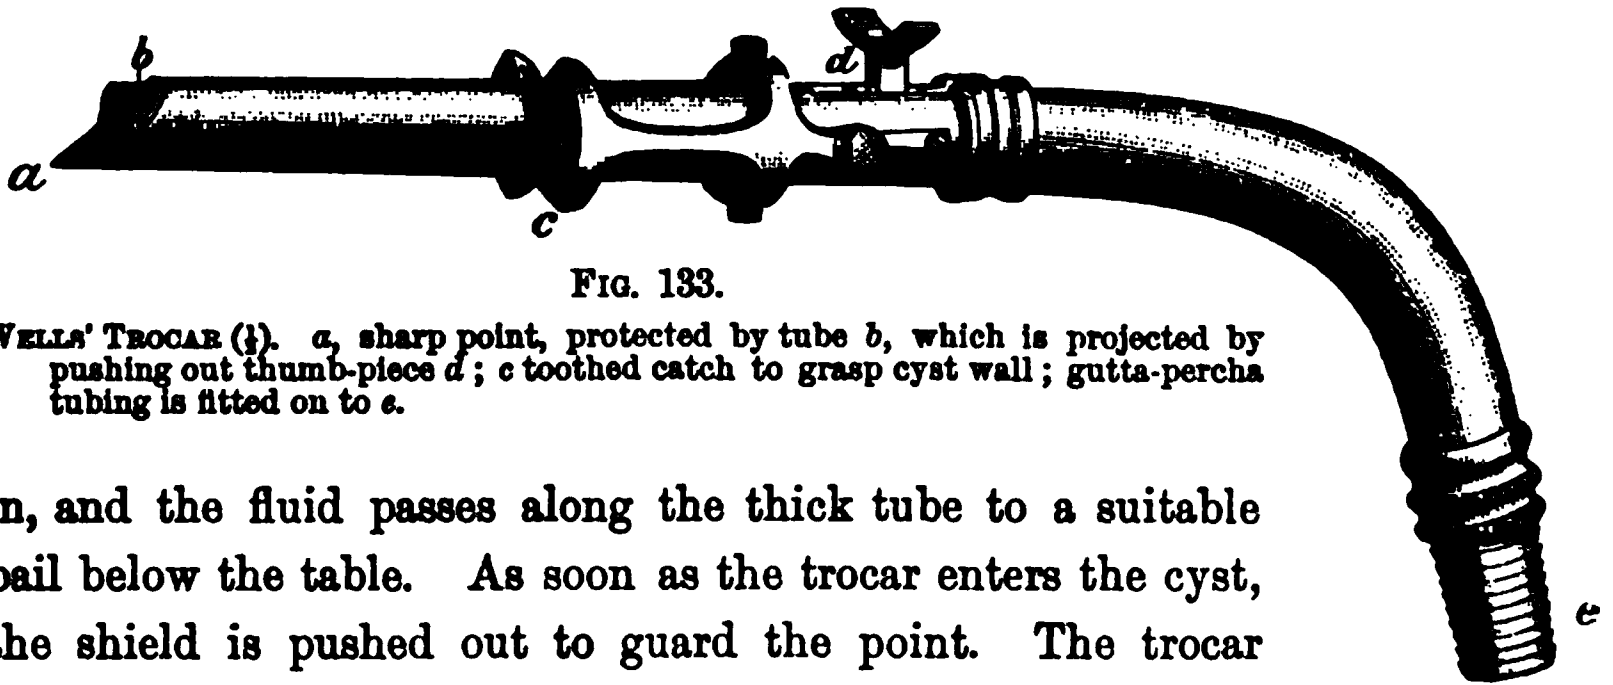 b
d
a
c
FIG. 133.
WELLS' TROCAR (½). a, sharp point, protected by tube b, which is projected by
pushing out thumb-piece d; c toothed catch to grasp cyst wall; gutta-percha
tubing is fitted on to e.
n, and the fluid passes along the thick tube to a suitable
pail below the table. As soon as the trocar enters the cyst,
e
the shield is pushed out to guard the point. The trocar